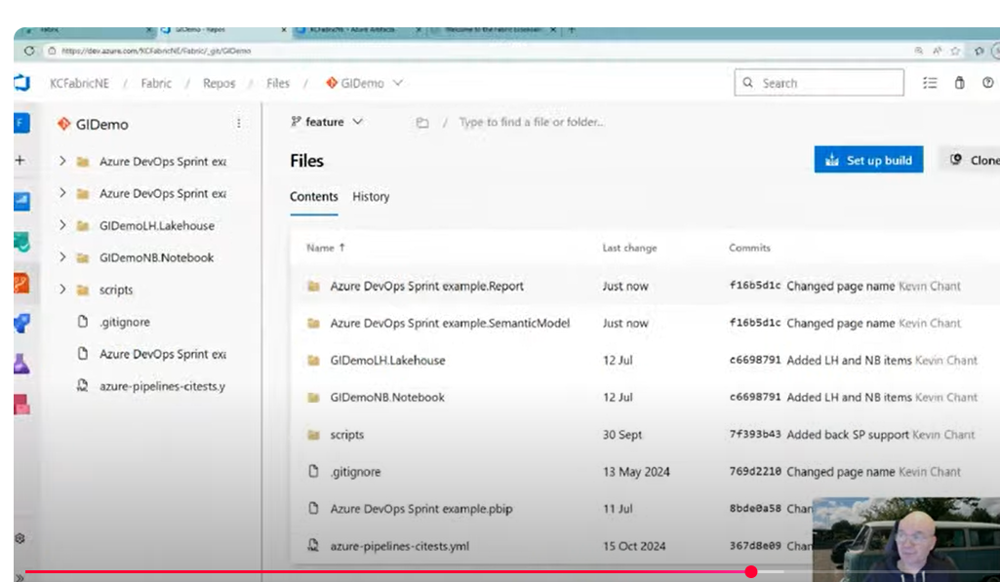 GIDemo - Repos
https://dev.azure.com/KCFabricNE/Fabric/_git/GIDemo
KCFabricNE / Fabric / Repos / Files / GIDemo
Search
F
GIDemo
feature
/ Type to find a file or folder...
Files
Set up build
Clone
Contents History
Azure DevOps Sprint exa
Azure DevOps Sprint exa
GIDemoLH.Lakehouse
GIDemoNB.Notebook
scripts
.gitignore
Azure DevOps Sprint exa
azure-pipelines-citests.y
Name ↑ Last change Commits
Azure DevOps Sprint example.Report Just now f16b5d1c Changed page name Kevin Chant
Azure DevOps Sprint example.SemanticModel Just now f16b5d1c Changed page name Kevin Chant
GIDemoLH.Lakehouse 12 Jul c6698791 Added LH and NB items Kevin Chant
GIDemoNB.Notebook 12 Jul c6698791 Added LH and NB items Kevin Chant
scripts 30 Sept 7f393b43 Added back SP support Kevin Chant
.gitignore 13 May 2024 769d2210 Changed page name Kevin Chant
Azure DevOps Sprint example.pbip 11 Jul 8bde0a58 Chan
azure-pipelines-citests.yml 15 Oct 2024 367d8e09 Chan